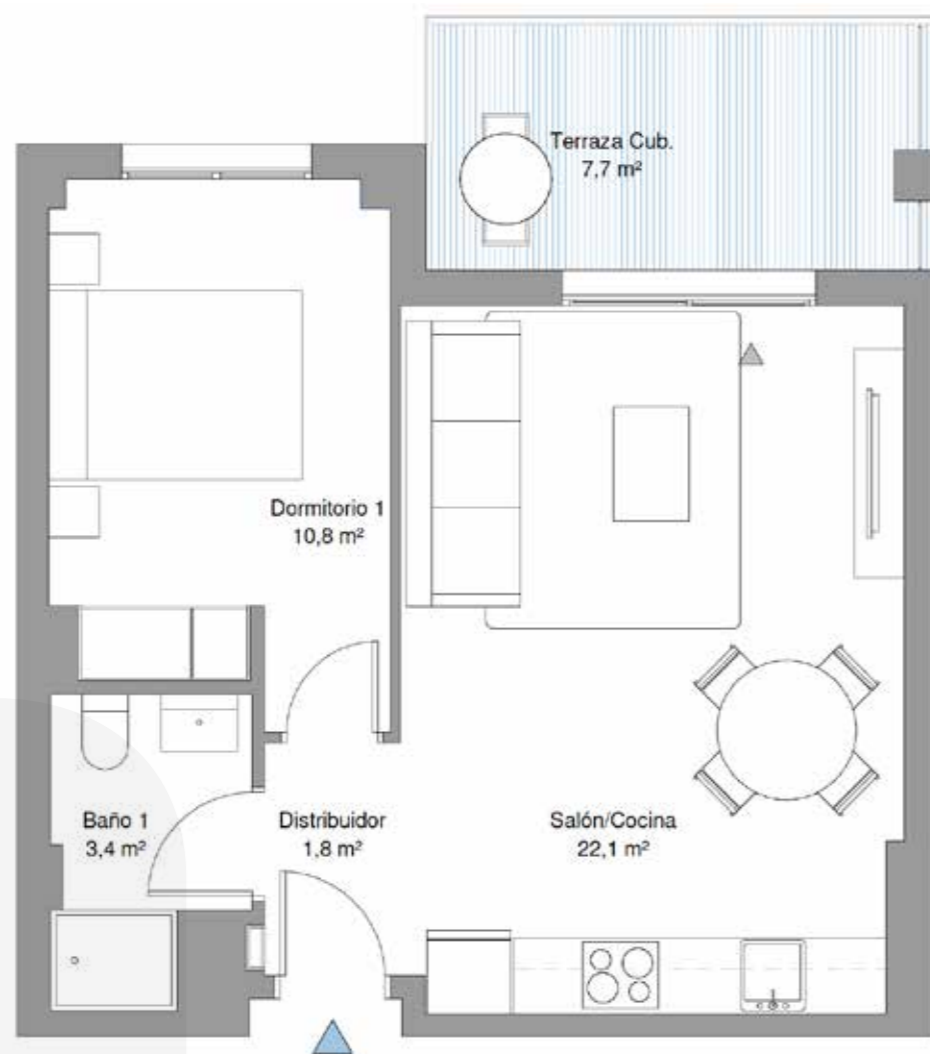 Terraza Cub.
7,7 m²
Dormitorio 1
10,8 m²
Baño 1
3,4 m²
Distribuidor
1,8 m²
Salón/Cocina
22,1 m²